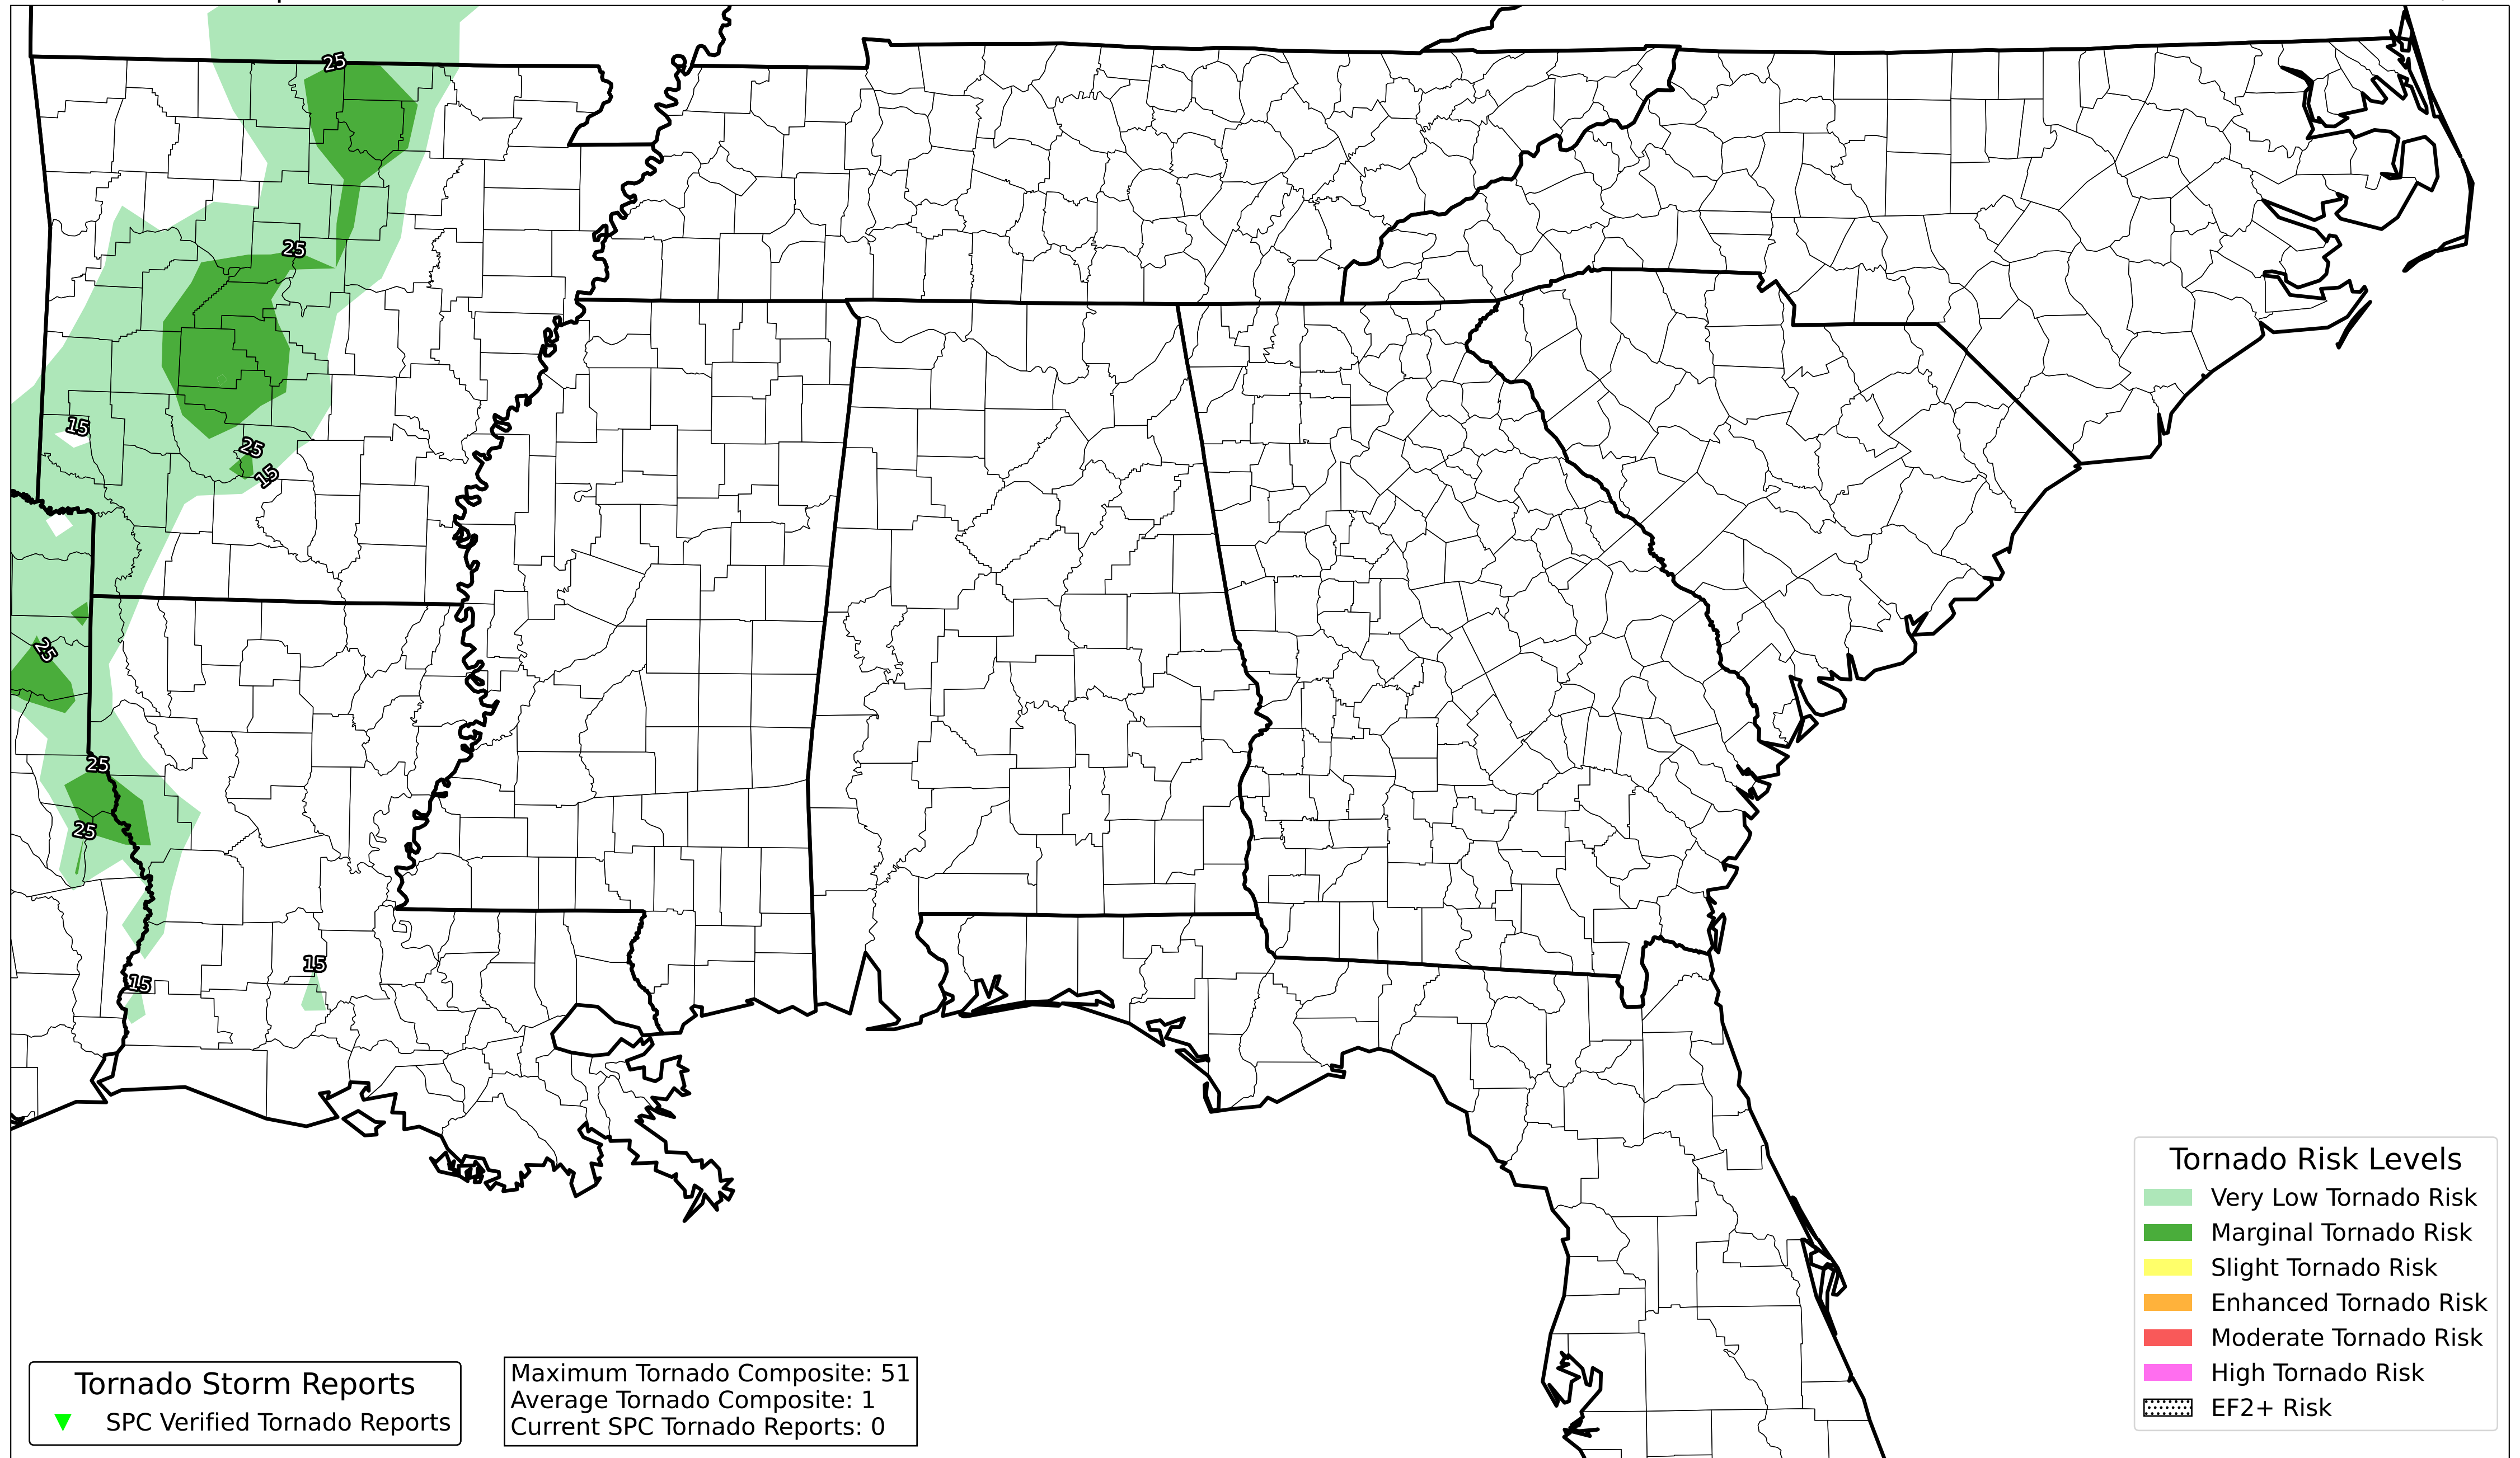 25
25
15
25
15
25
25
25
15
15
Tornado Risk Levels
Very Low Tornado Risk
Marginal Tornado Risk
Slight Tornado Risk
Enhanced Tornado Risk
Moderate Tornado Risk
High Tornado Risk
EF2+ Risk
Tornado Storm Reports
SPC Verified Tornado Reports
Maximum Tornado Composite: 51
Average Tornado Composite: 1
Current SPC Tornado Reports: 0